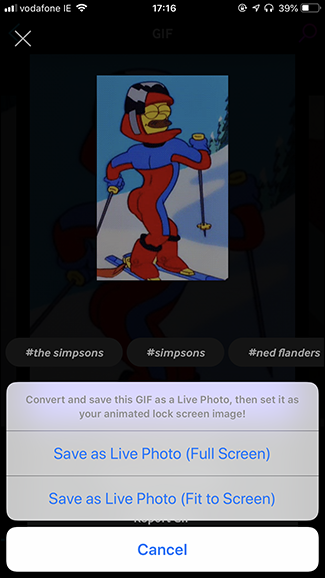 vodafone IE 17:16 39%
GIF
#the simpsons #simpsons #ned flanders
Convert and save this GIF as a Live Photo, then set it as
your animated lock screen image!
Save as Live Photo (Full Screen)
Save as Live Photo (Fit to Screen)
Report GIF
Cancel